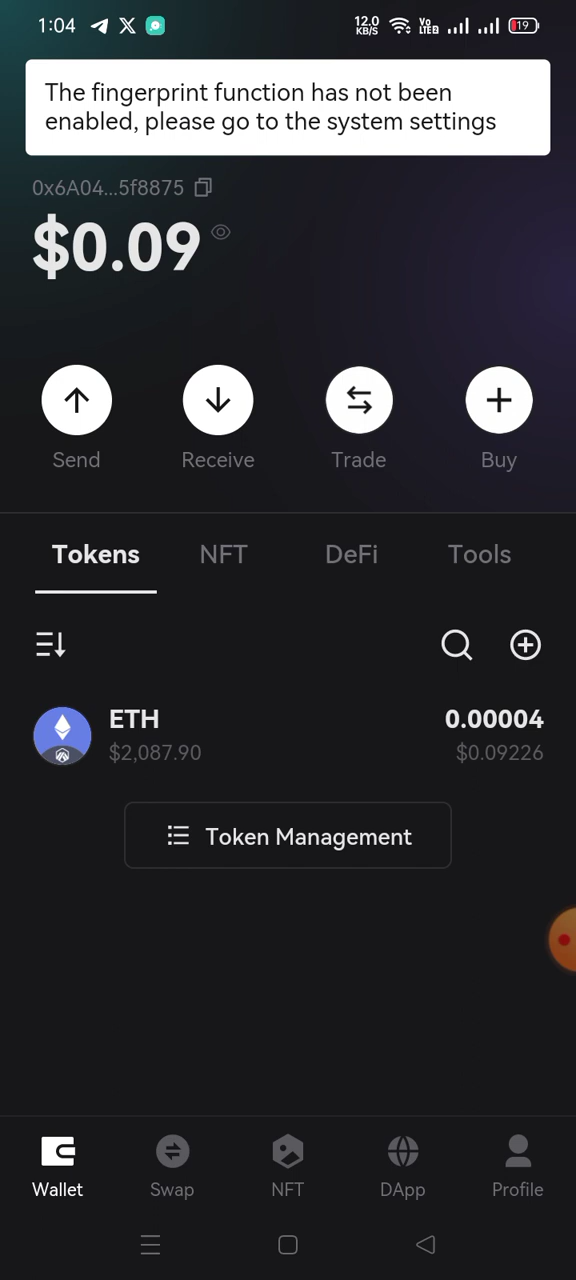 1:04
12.0
KB/S
Vo
LTE2
19
The fingerprint function has not been
enabled, please go to the system settings
0x6A04...5f8875
$0.09
Send
Receive
Trade
Buy
Tokens
NFT
DeFi
Tools
ETH
0.00004
$2,087.90
$0.09226
Token Management
Wallet
Swap
NFT
DApp
Profile